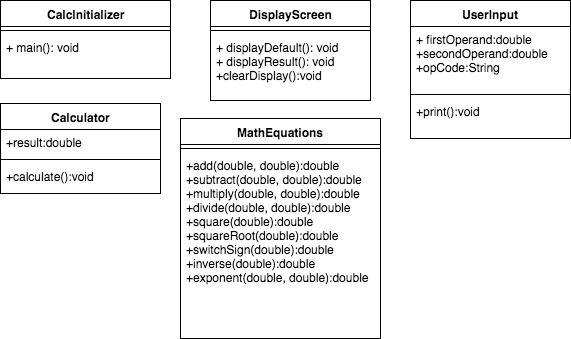 CalcInitializer
+ main(): void
DisplayScreen
+ displayDefault(): void
+ displayResult(): void
+clearDisplay():void
UserInput
+ firstOperand:double
+secondOperand:double
+opCode:String
+print():void
Calculator
+result:double
+calculate():void
MathEquations
+add(double, double):double
+subtract(double, double):double
+multiply(double, double):double
+divide(double, double):double
+square(double):double
+squareRoot(double):double
+switchSign(double):double
+inverse(double):double
+exponent(double, double):double